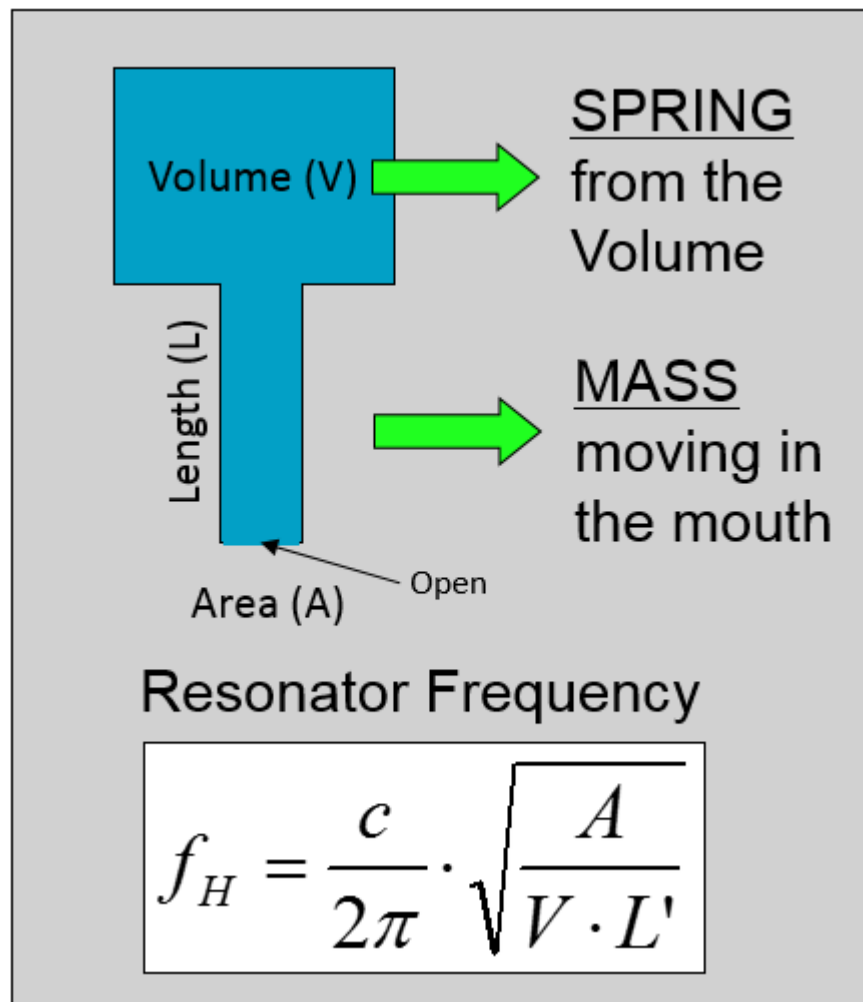 Volume (V)
SPRING
from the
Volume
Length (L)
MASS
moving in
the mouth
Open
Area (A)
Resonator Frequency
f_H = c / 2π · √(A / V · L')